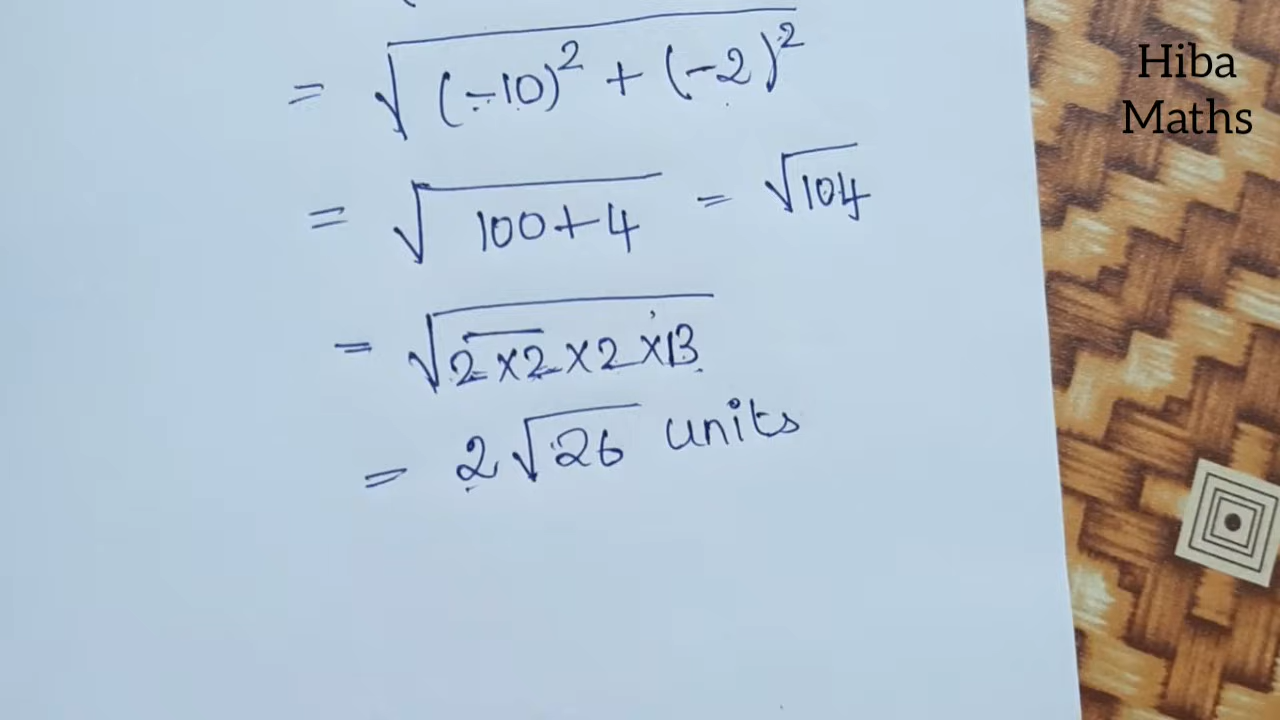 = √(-10)² + (-2)²
= √100+4 = √104
= √2×2×2×13
= 2√26 units
Hiba
Maths